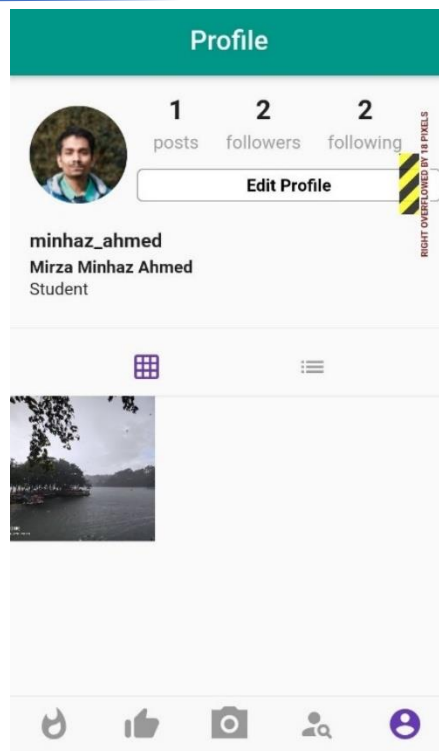 Profile
1 2 2
posts followers following
Edit Profile
RIGHT OVERFLOWED BY 18 PIXELS
minhaz_ahmed
Mirza Minhaz Ahmed
Student